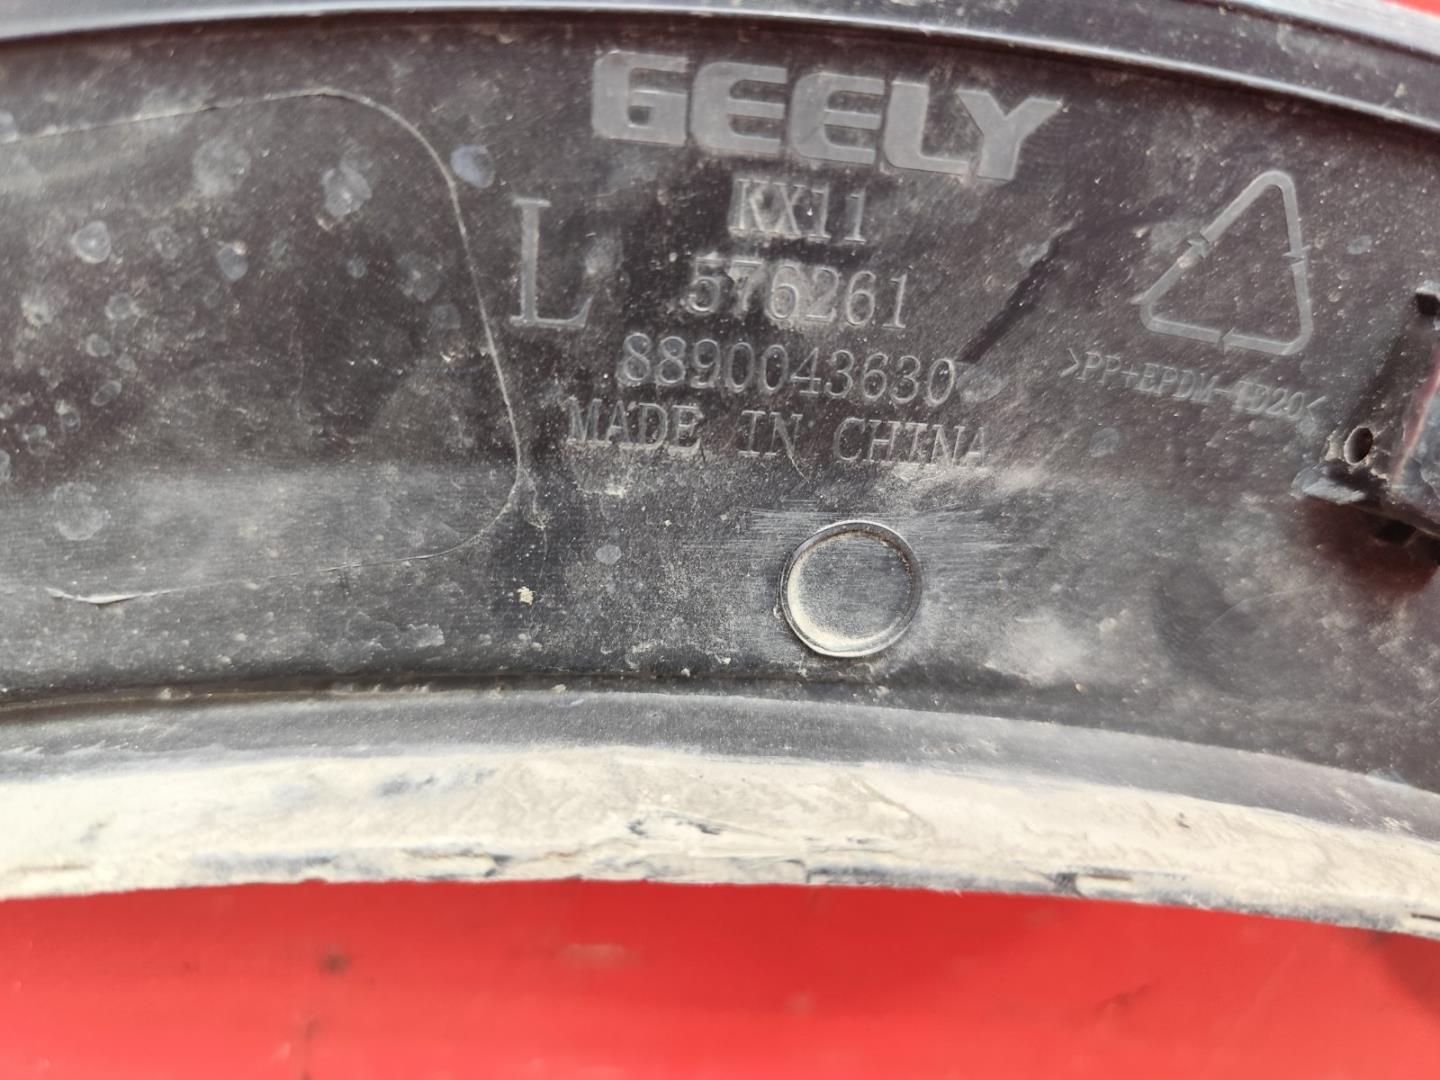 GEELY
KX11
L
576261
8890043630
MADE IN CHINA
>PP+EPDM-TD20<